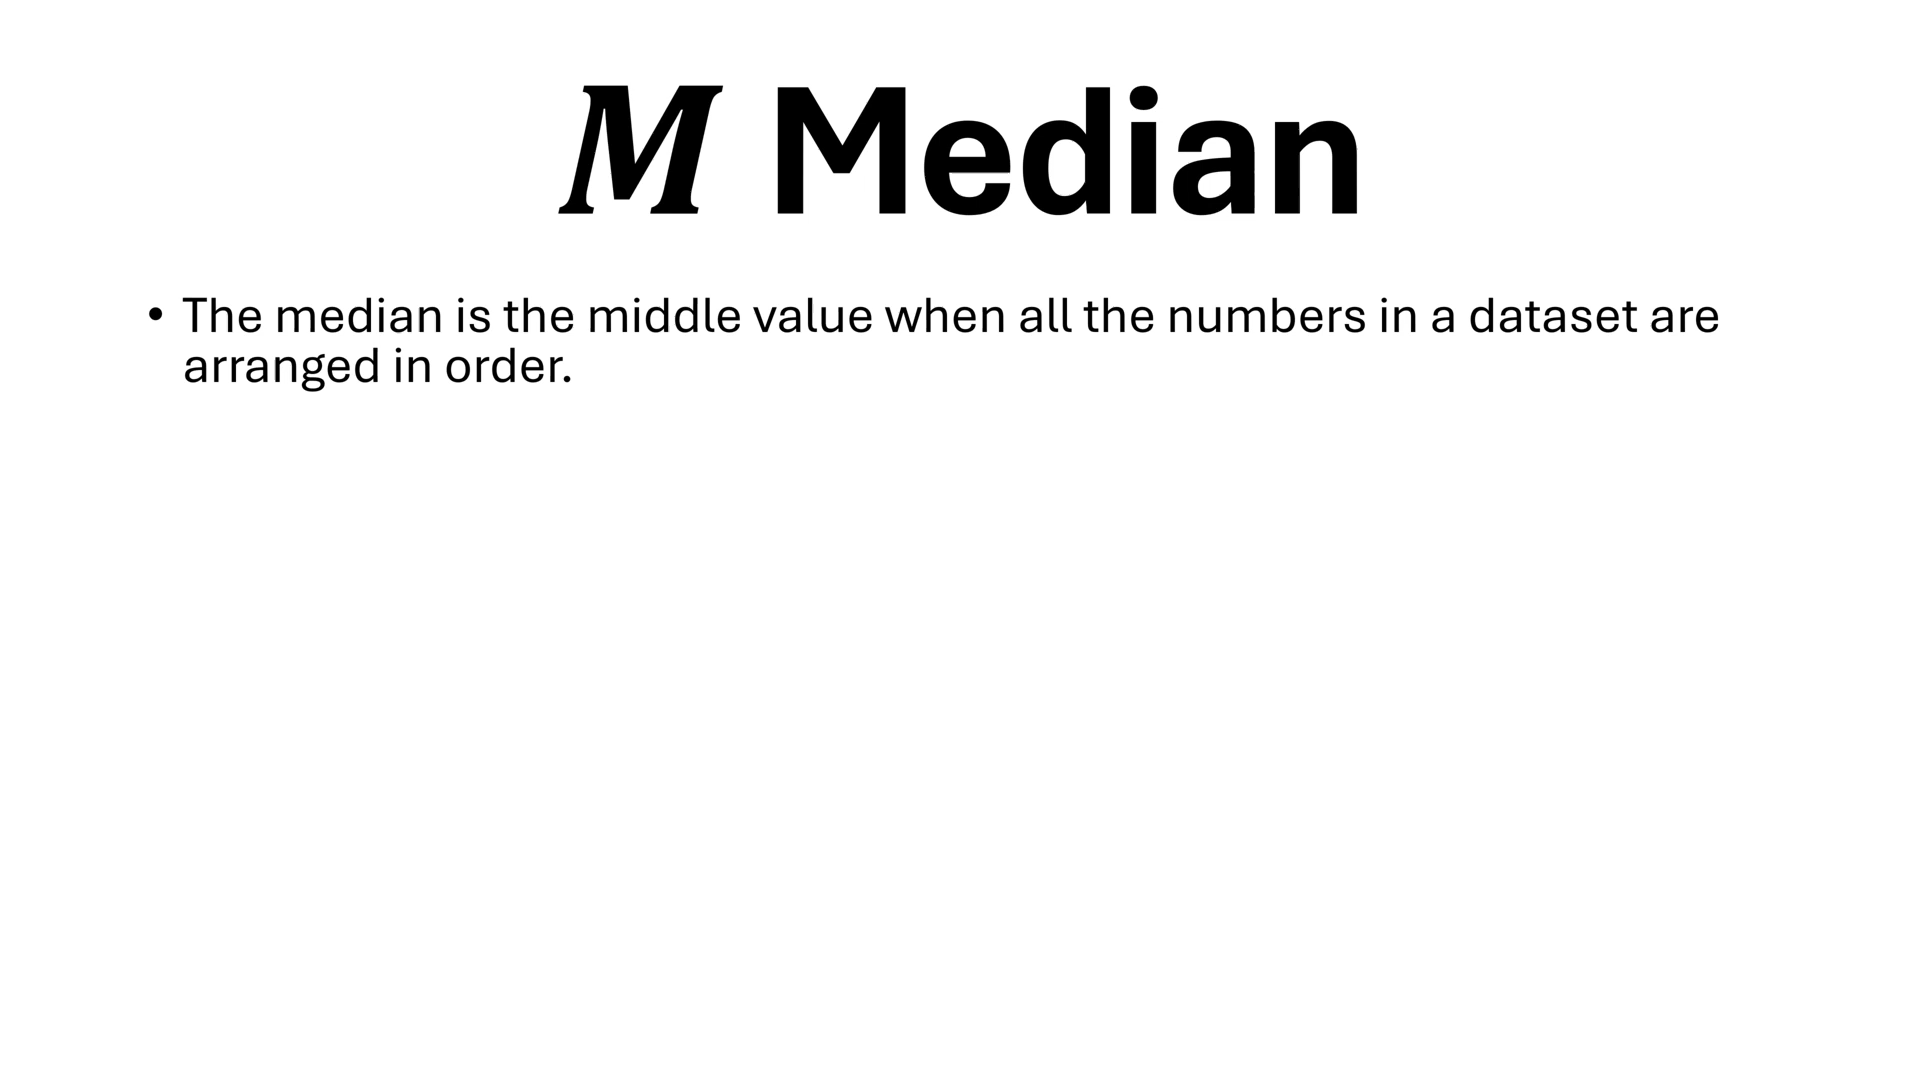 M Median
• The median is the middle value when all the numbers in a dataset are
arranged in order.